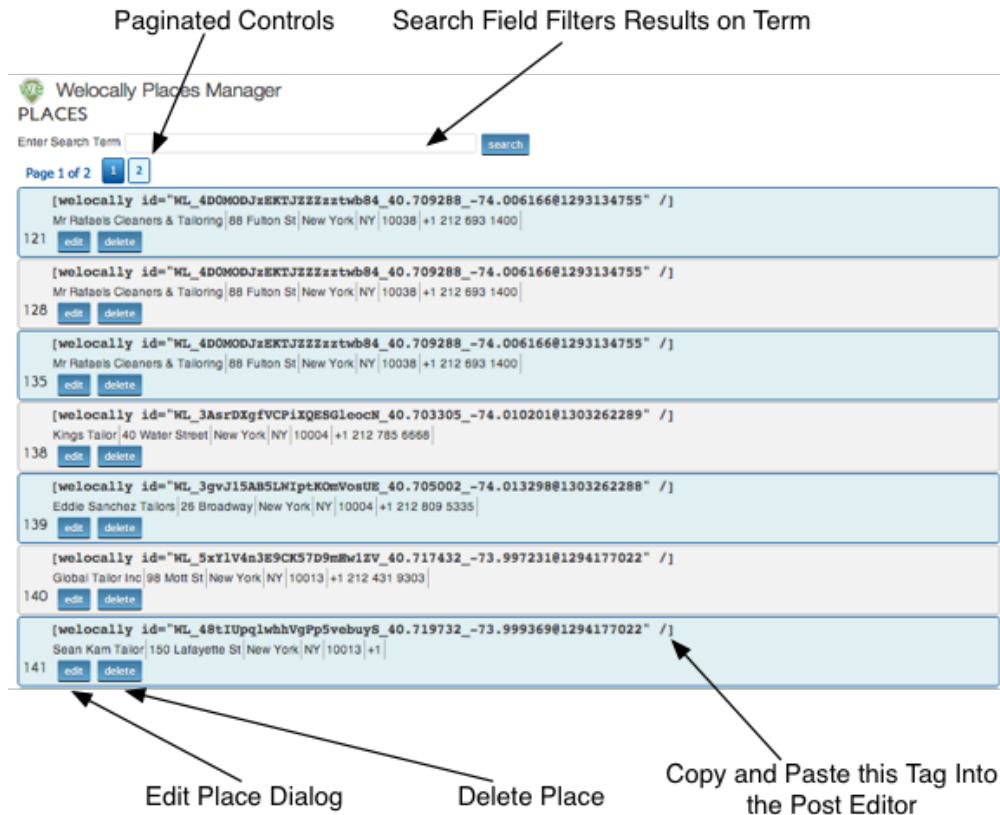 Paginated Controls
Search Field Filters Results on Term
Welocally Places Manager
PLACES
Enter Search Term
search
Page 1 of 2 1 2
[welocally id="WL_4DOMODJzEKTJZZZzztwb84_40.709288_-74.006166@1293134755" /]
Mr Rafaels Cleaners & Tailoring 88 Fulton St New York NY 10038 +1 212 693 1400
121 edit delete
[welocally id="WL_4DOMODJzEKTJZZZzztwb84_40.709288_-74.006166@1293134755" /]
Mr Rafaels Cleaners & Tailoring 88 Fulton St New York NY 10038 +1 212 693 1400
128 edit delete
[welocally id="WL_4DOMODJzEKTJZZZzztwb84_40.709288_-74.006166@1293134755" /]
Mr Rafaels Cleaners & Tailoring 88 Fulton St New York NY 10038 +1 212 693 1400
135 edit delete
[welocally id="WL_3AsrDXgfVCPiXQESGleocN_40.703305_-74.010201@1303262289" /]
Kings Tailor 40 Water Street New York NY 10004 +1 212 785 6668
138 edit delete
[welocally id="WL_3gvJ15AB5LWIptKOmVosUE_40.705002_-74.013298@1303262288" /]
Eddie Sanchez Tailors 26 Broadway New York NY 10004 +1 212 809 5335
139 edit delete
[welocally id="WL_5xYlV4n3E9CK57D9mHw1ZV_40.717432_-73.997231@1294177022" /]
Global Tailor Inc 98 Mott St New York NY 10013 +1 212 431 9303
140 edit delete
[welocally id="WL_48tIUpqlwhhVgPp5vebuyS_40.719732_-73.999369@1294177022" /]
Sean Kam Tailor 150 Lafayette St New York NY 10013 +1
141 edit delete
Edit Place Dialog
Delete Place
Copy and Paste this Tag Into
the Post Editor